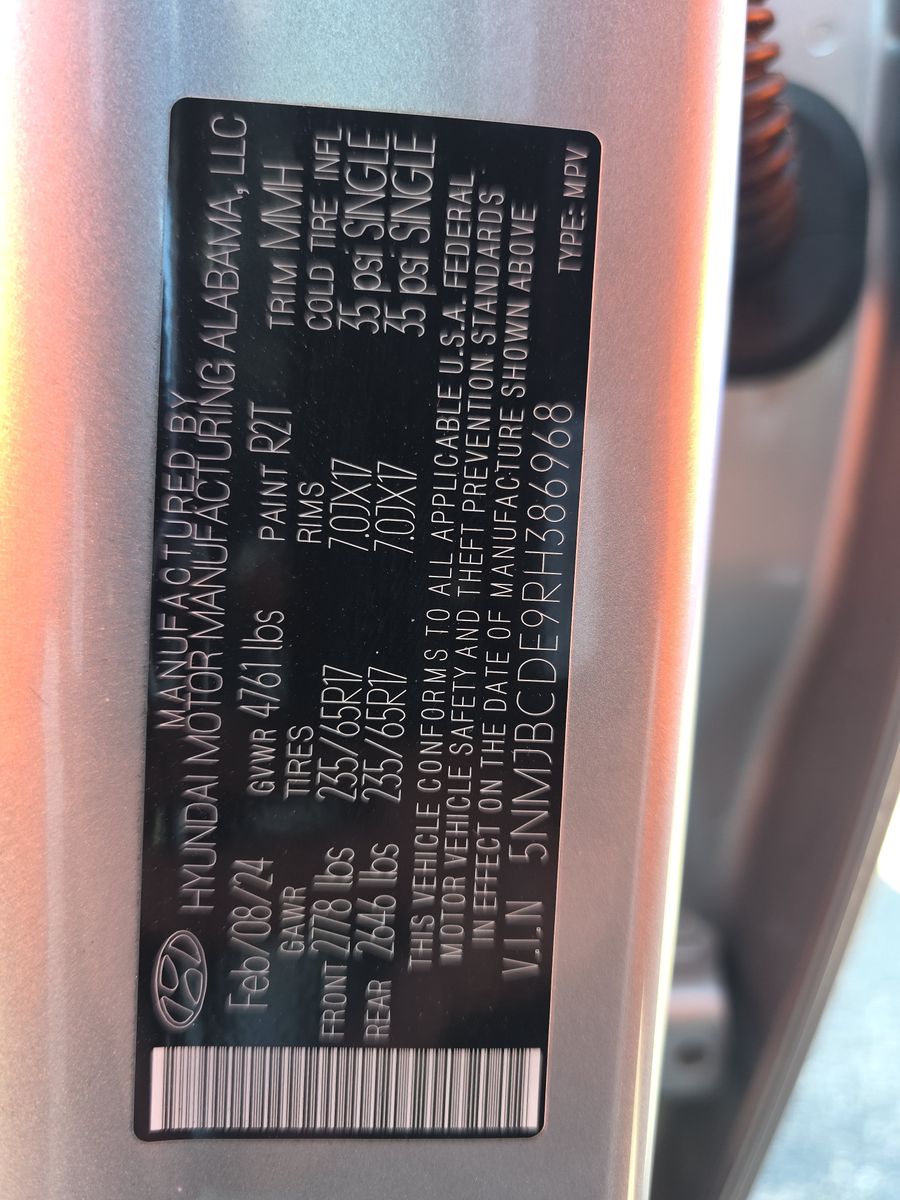 MANUFACTURED BY
HYUNDAI MOTOR MANUFACTURING ALABAMA, LLC
Feb/08/24 GVWR 4761 lbs PAINT R2T TRIM MMH
GAWR TIRES RIMS COLD TIRE INFL
FRONT 2778 lbs 235/65R17 7.0JX17 35 psi SINGLE
REAR 2646 lbs 235/65R17 7.0JX17 35 psi SINGLE
THIS VEHICLE CONFORMS TO ALL APPLICABLE U.S.A. FEDERAL
MOTOR VEHICLE SAFETY AND THEFT PREVENTION STANDARDS
IN EFFECT ON THE DATE OF MANUFACTURE SHOWN ABOVE
V.I.N 5NMJBCDE9RH386968 TYPE: MPV